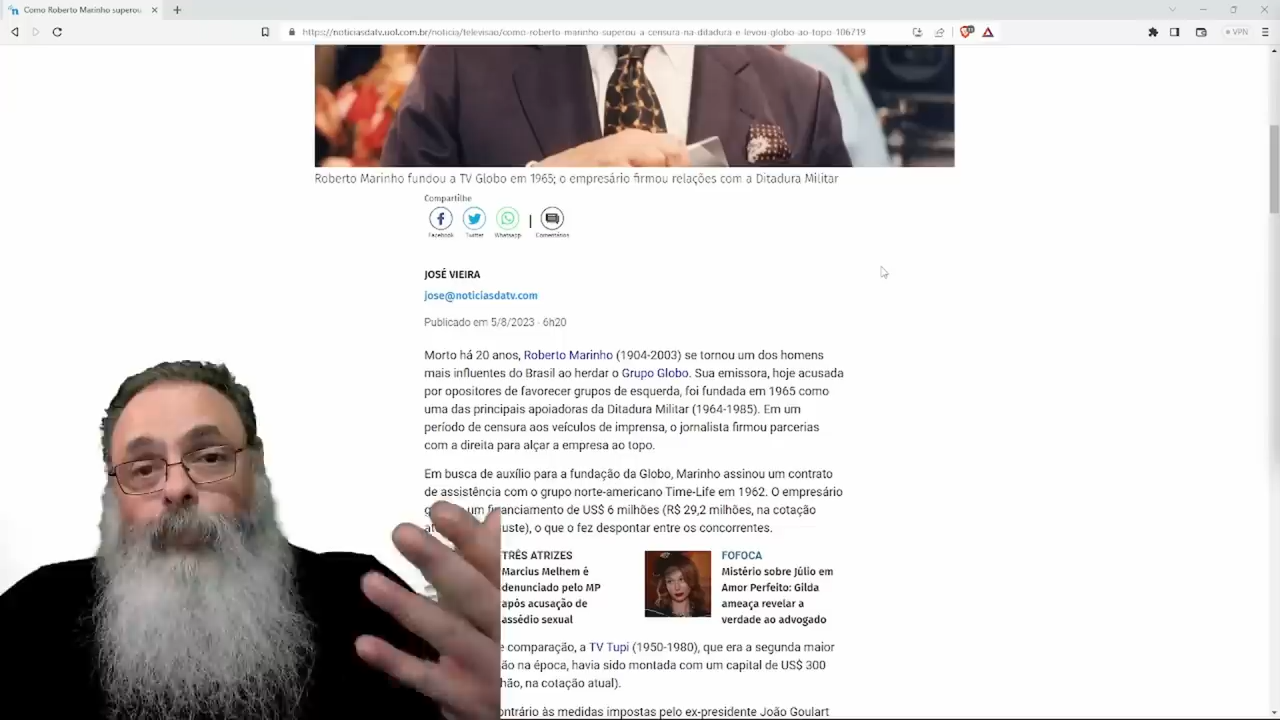 Como Roberto Marinho superou
https://noticiasdatv.uol.com.br/noticia/televisao/como-roberto-marinho-superou-a-censura-na-ditadura-e-levou-globo-ao-topo-106719
VPN
Roberto Marinho fundou a TV Globo em 1965; o empresário firmou relações com a Ditadura Militar
Compartilhe
Facebook
Twitter
Whatsapp
Comentários
JOSÉ VIEIRA
jose@noticiasdatv.com
Publicado em 5/8/2023 - 6h20
Morto há 20 anos, Roberto Marinho (1904-2003) se tornou um dos homens
mais influentes do Brasil ao herdar o Grupo Globo. Sua emissora, hoje acusada
por opositores de favorecer grupos de esquerda, foi fundada em 1965 como
uma das principais apoiadoras da Ditadura Militar (1964-1985). Em um
período de censura aos veículos de imprensa, o jornalista firmou parcerias
com a direita para alçar a empresa ao topo.
Em busca de auxílio para a fundação da Globo, Marinho assinou um contrato
de assistência com o grupo norte-americano Time-Life em 1962. O empresário
um financiamento de US$ 6 milhões (R$ 29,2 milhões, na cotação
o que o fez despontar entre os concorrentes.
TRÊS ATRIZES
Marcius Melhem é
denunciado pelo MP
após acusação de
assédio sexual
FOFOCA
Mistério sobre Júlio em
Amor Perfeito: Gilda
ameaça revelar a
verdade ao advogado
comparação, a TV Tupi (1950-1980), que era a segunda maior
na época, havia sido montada com um capital de US$ 300
na cotação atual).
às medidas impostas pelo ex-presidente João Goulart